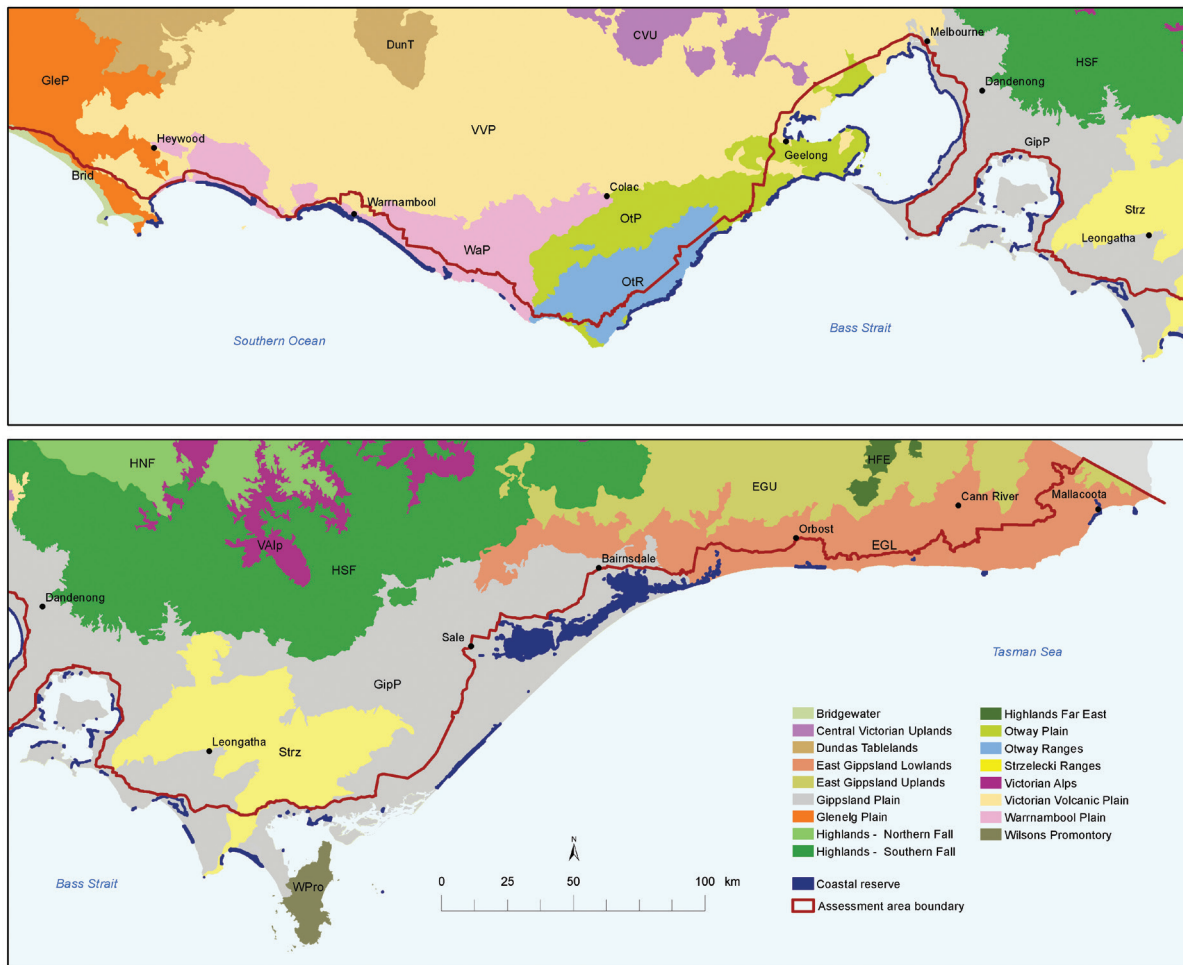 CVU
Melbourne
DunT
GleP
HSF
Dandenong
VVP
Heywood
GipP
Geelong
Brid
Colac
Strz
Warrnambool
OtP
Leongatha
WaP
OtR
Southern Ocean
Bass Strait
HNF
HFE
EGU
Cann River
Mallacoota
Orbost
VAlp
EGL
HSF
Bairnsdale
Dandenong
Sale
Tasman Sea
GipP
Leongatha
Strz
Bass Strait
WPro
N
0 25 50 100 km
Bridgewater
Central Victorian Uplands
Dundas Tablelands
East Gippsland Lowlands
East Gippsland Uplands
Gippsland Plain
Glenelg Plain
Highlands - Northern Fall
Highlands - Southern Fall
Highlands Far East
Otway Plain
Otway Ranges
Strzelecki Ranges
Victorian Alps
Victorian Volcanic Plain
Warrnambool Plain
Wilsons Promontory
Coastal reserve
Assessment area boundary